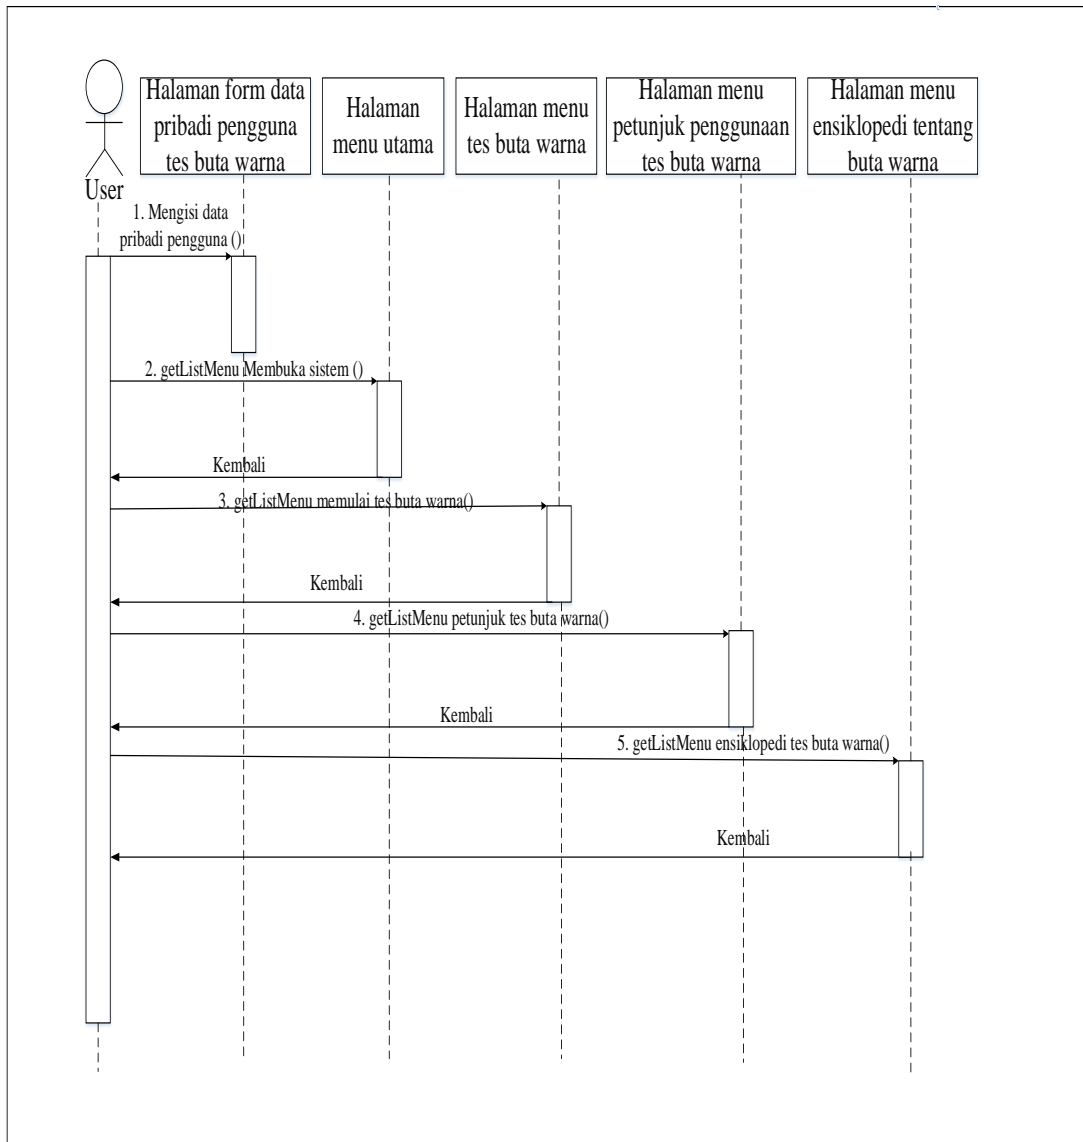 Halaman form data
pribadi pengguna
tes buta warna
Halaman
menu utama
Halaman menu
tes buta warna
Halaman menu
petunjuk penggunaan
tes buta warna
Halaman menu
ensiklopedi tentang
buta warna
User
1. Mengisi data
pribadi pengguna ()
2. getListMenu Membuka sistem ()
Kembali
3. getListMenu memulai tes buta warna()
Kembali
4. getListMenu petunjuk tes buta warna()
Kembali
5. getListMenu ensiklopedi tes buta warna()
Kembali